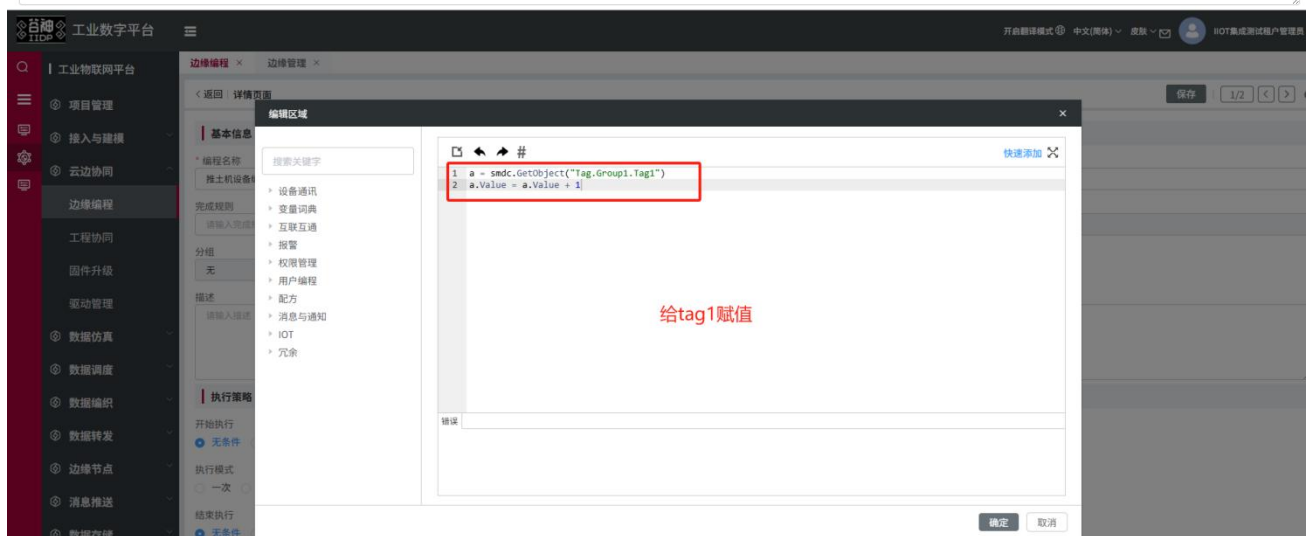 谷神 IIDP 工业数字平台
开启翻译模式 中文(简体) 皮肤 IIOT集成测试租户管理员
工业物联网平台
边缘编程 × 边缘管理 ×
项目管理
< 返回 详情页面
保存 1/2 < >
编辑区域 ×
接入与建模
基本信息
云边协同
* 编程名称
推土机设备
搜索关键字
快速添加
1 a = smdc.GetObject("Tag.Group1.Tag1")
2 a.Value = a.Value + 1
设备通讯
变量词典
互联互通
报警
权限管理
用户编程
配方
消息与通知
IOT
冗余
给tag1赋值
错误
边缘编程
完成规则
请输入完成
工程协同
分组
无
固件升级
描述
请输入描述
驱动管理
数据仿真
数据调度
数据编织
执行策略
数据转发
开始执行
无条件
边缘节点
执行模式
一次
消息推送
结束执行
无条件
数据存储
确定 取消